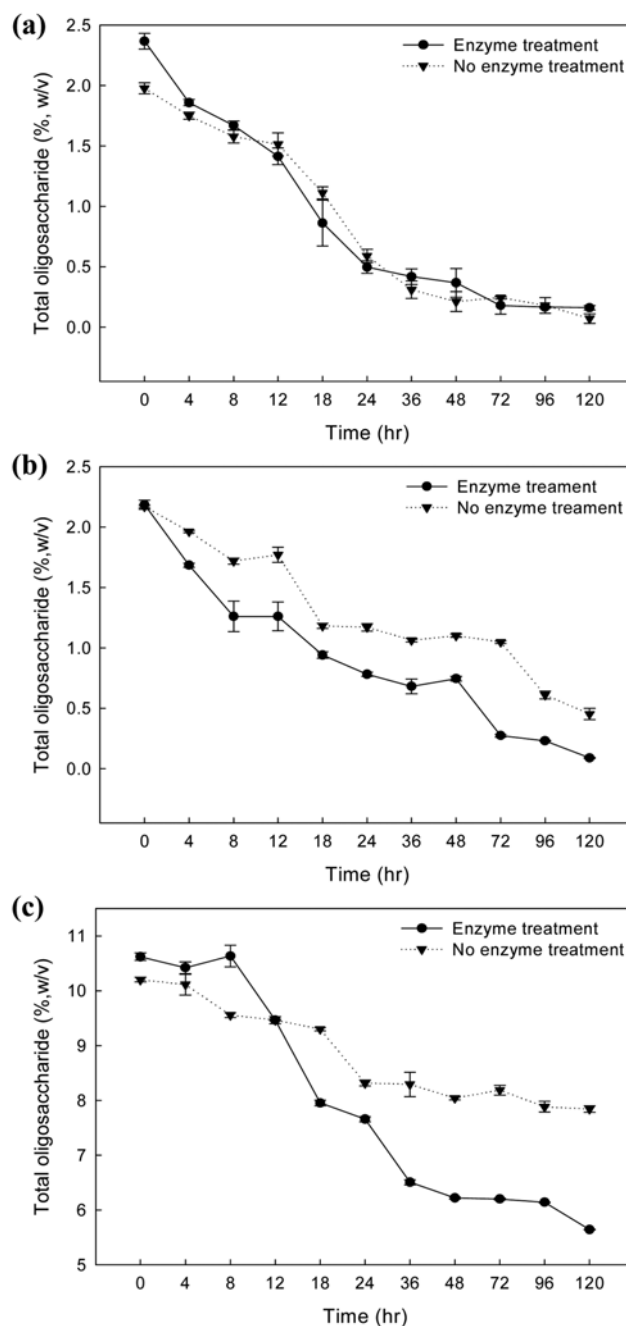 (a)
2.5
2.0
1.5
1.0
0.5
0.0
Total oligosaccharide (%, w/v)
Enzyme treatment
No enzyme treatment
0 4 8 12 18 24 36 48 72 96 120
Time (hr)
(b)
2.5
2.0
1.5
1.0
0.5
0.0
Total oligosaccharide (%,w/v)
Enzyme treament
No enzyme treament
0 4 8 12 18 24 36 48 72 96 120
Time (hr)
(c)
11
10
9
8
7
6
5
Total oligosaccharide (%,w/v)
Enzyme treatment
No enzyme treatment
0 4 8 12 18 24 36 48 72 96 120
Time (hr)